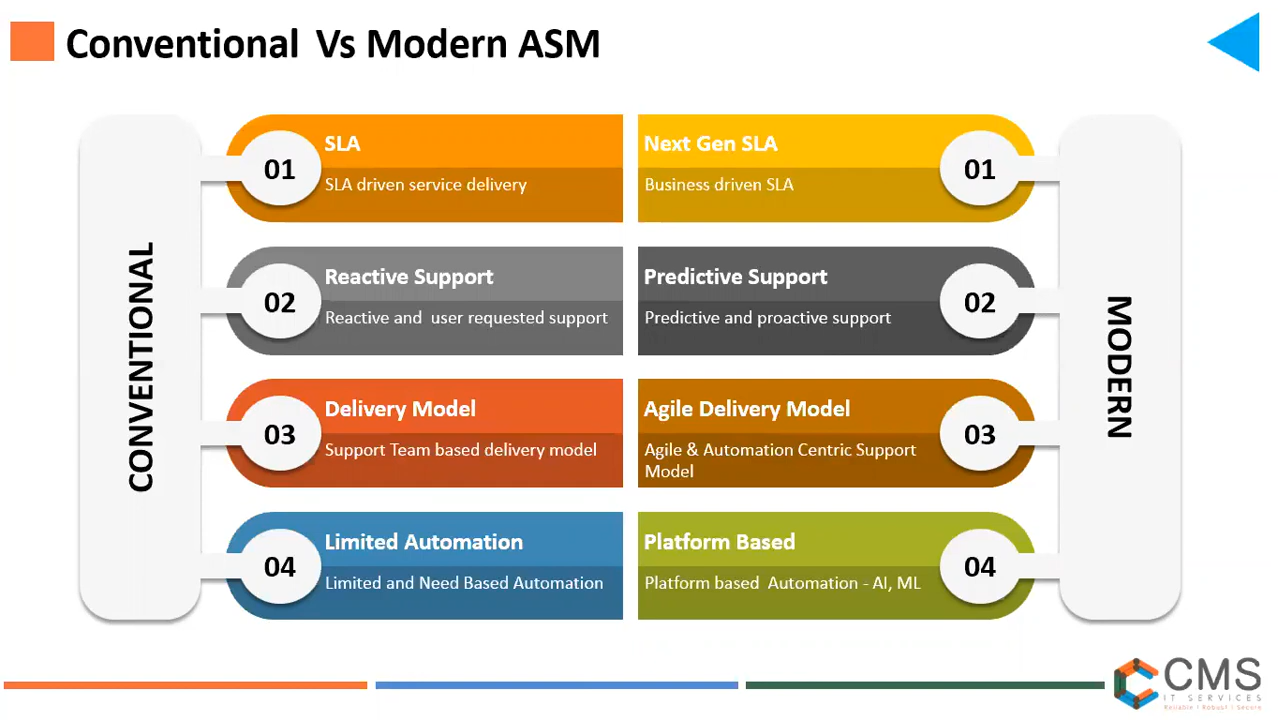 Conventional Vs Modern ASM
CONVENTIONAL
01
SLA
SLA driven service delivery
Next Gen SLA
Business driven SLA
01
02
Reactive Support
Reactive and user requested support
Predictive Support
Predictive and proactive support
02
03
Delivery Model
Support Team based delivery model
Agile Delivery Model
Agile & Automation Centric Support
Model
03
04
Limited Automation
Limited and Need Based Automation
Platform Based
Platform based Automation - AI, ML
04
MODERN
CMS
IT SERVICES
Reliable | Robust | Secure